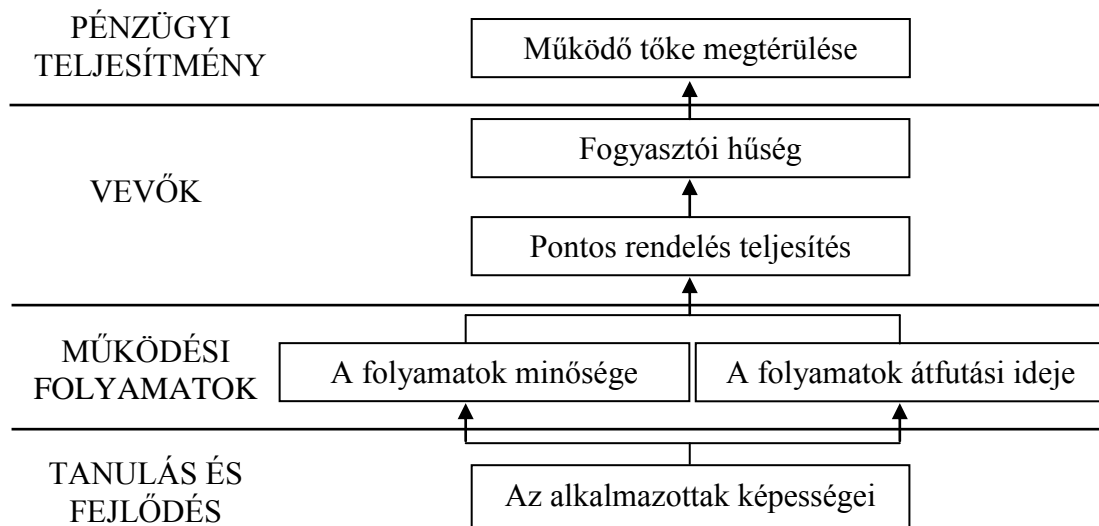 PÉNZÜGYI
TELJESÍTMÉNY
Működő tőke megtérülése
VEVŐK
Fogyasztói hűség
Pontos rendelés teljesítés
MŰKÖDÉSI
FOLYAMATOK
A folyamatok minősége
A folyamatok átfutási ideje
TANULÁS ÉS
FEJLŐDÉS
Az alkalmazottak képességei